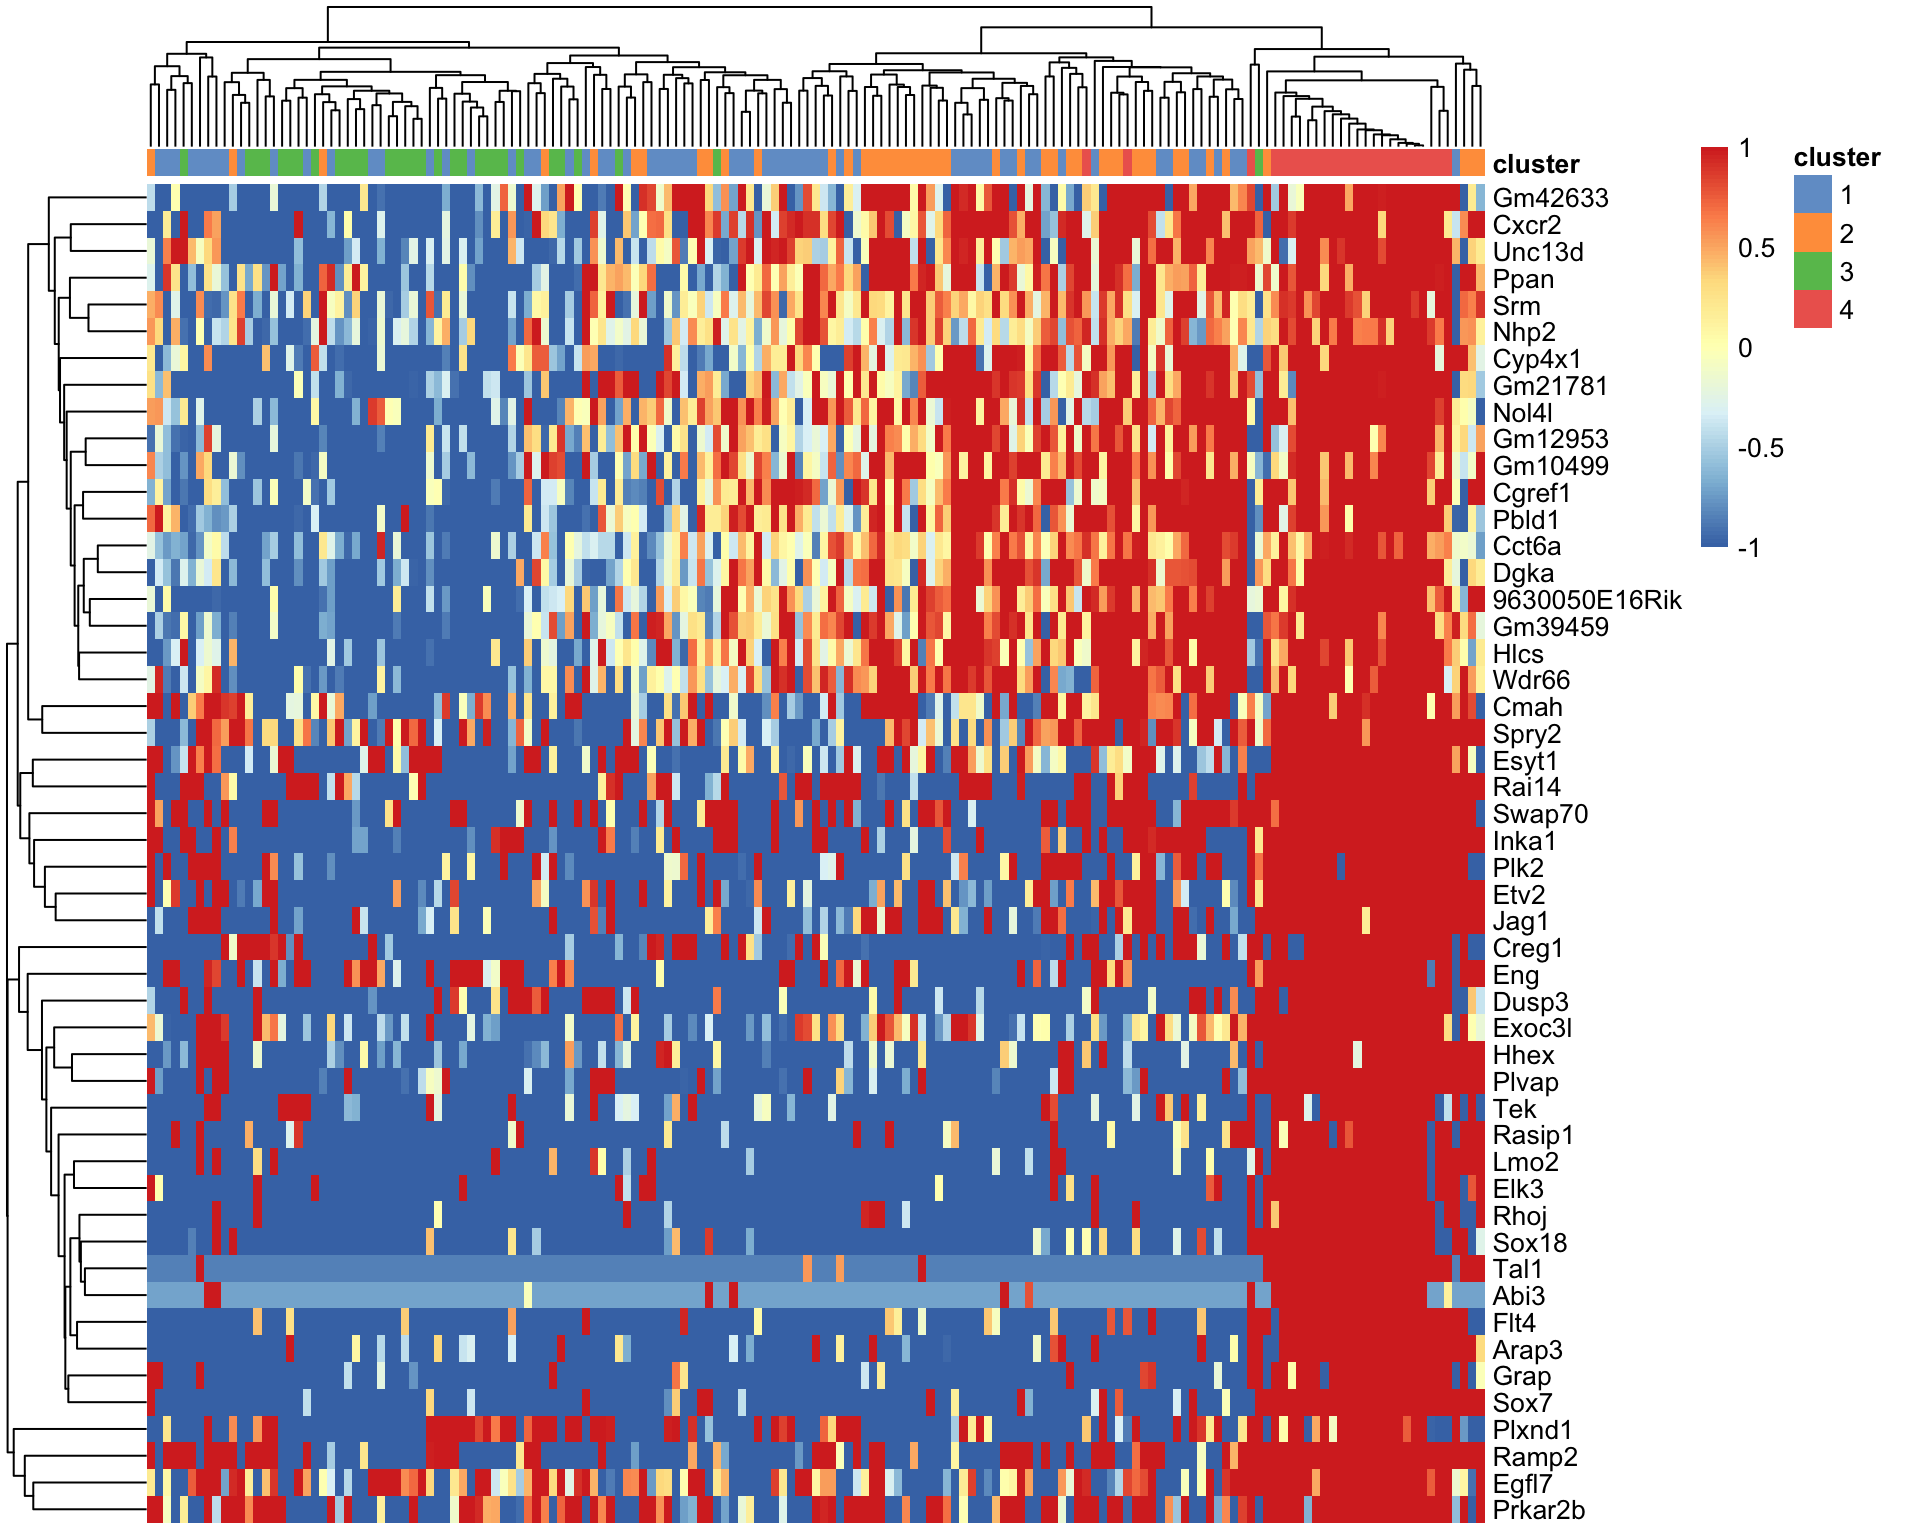 cluster
Gm42633
Cxcr2
Unc13d
Ppan
Srm
Nhp2
Cyp4x1
Gm21781
Nol4l
Gm12953
Gm10499
Cgref1
Pbld1
Cct6a
Dgka
9630050E16Rik
Gm39459
Hlcs
Wdr66
Cmah
Spry2
Esyt1
Rai14
Swap70
Inka1
Plk2
Etv2
Jag1
Creg1
Eng
Dusp3
Exoc3l
Hhex
Plvap
Tek
Rasip1
Lmo2
Elk3
Rhoj
Sox18
Tal1
Abi3
Flt4
Arap3
Grap
Sox7
Plxnd1
Ramp2
Egfl7
Prkar2b
1
0.5
0
-0.5
-1
cluster
1
2
3
4